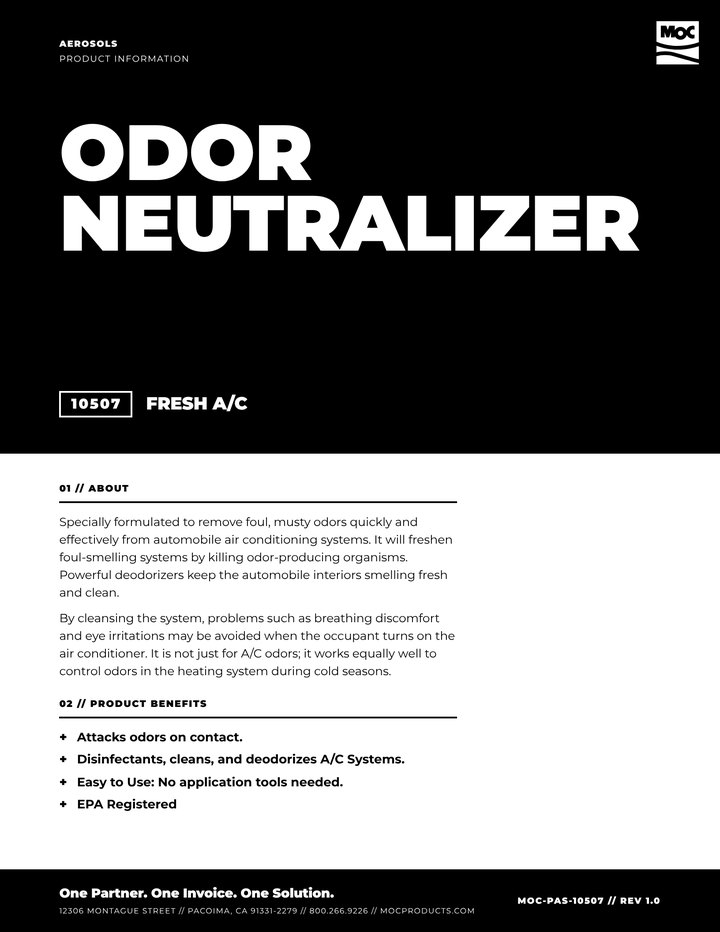 AEROSOLS
PRODUCT INFORMATION
MOC
ODOR
NEUTRALIZER
10507 FRESH A/C
01 // ABOUT
Specially formulated to remove foul, musty odors quickly and
effectively from automobile air conditioning systems. It will freshen
foul-smelling systems by killing odor-producing organisms.
Powerful deodorizers keep the automobile interiors smelling fresh
and clean.
By cleansing the system, problems such as breathing discomfort
and eye irritations may be avoided when the occupant turns on the
air conditioner. It is not just for A/C odors; it works equally well to
control odors in the heating system during cold seasons.
02 // PRODUCT BENEFITS
+ Attacks odors on contact.
+ Disinfectants, cleans, and deodorizes A/C Systems.
+ Easy to Use: No application tools needed.
+ EPA Registered
One Partner. One Invoice. One Solution.
12306 MONTAGUE STREET // PACOIMA, CA 91331-2279 // 800.266.9226 // MOCPRODUCTS.COM
MOC-PAS-10507 // REV 1.0